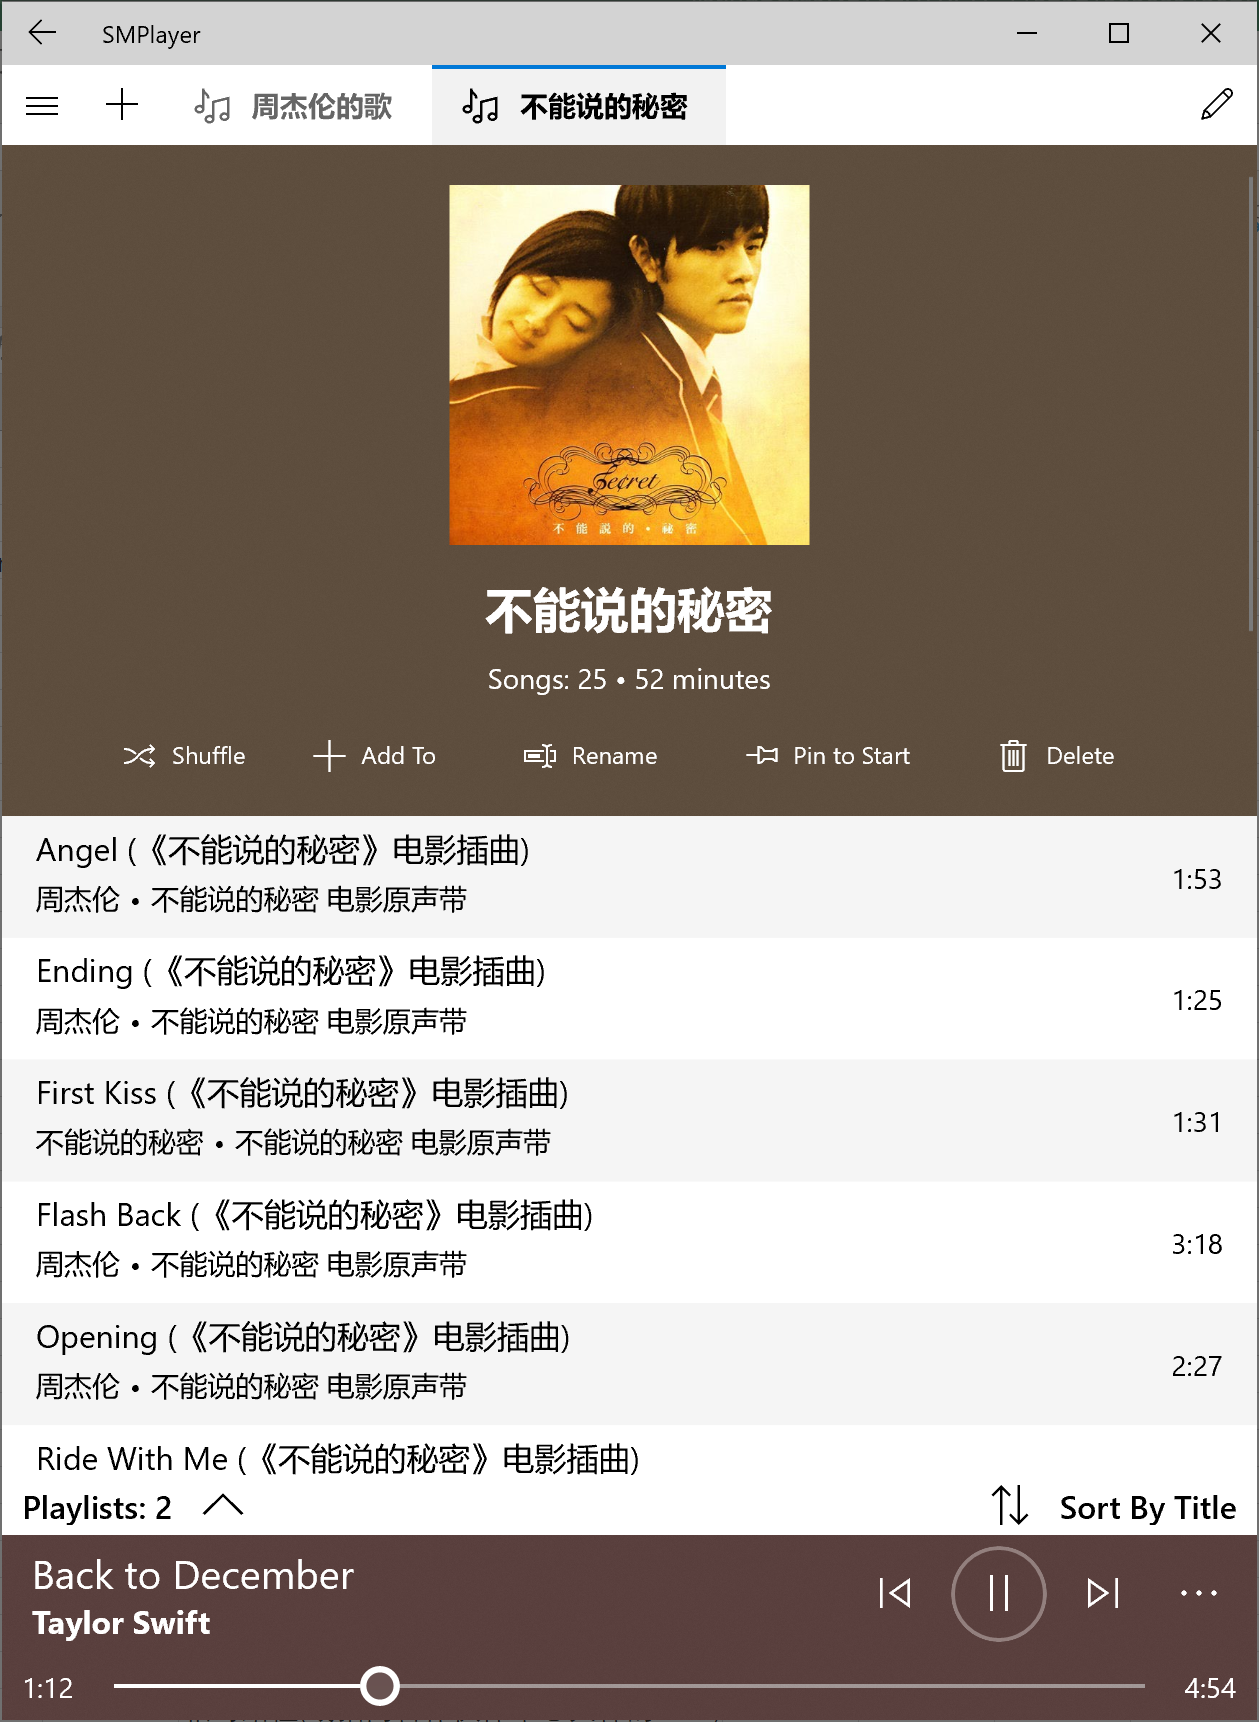 SMPlayer
周杰伦的歌
不能说的秘密
Secret
不能説的·秘密
不能说的秘密
Songs: 25 • 52 minutes
Shuffle
Add To
Rename
Pin to Start
Delete
Angel (《不能说的秘密》电影插曲)
周杰伦 • 不能说的秘密 电影原声带
1:53
Ending (《不能说的秘密》电影插曲)
周杰伦 • 不能说的秘密 电影原声带
1:25
First Kiss (《不能说的秘密》电影插曲)
不能说的秘密 • 不能说的秘密 电影原声带
1:31
Flash Back (《不能说的秘密》电影插曲)
周杰伦 • 不能说的秘密 电影原声带
3:18
Opening (《不能说的秘密》电影插曲)
周杰伦 • 不能说的秘密 电影原声带
2:27
Ride With Me (《不能说的秘密》电影插曲)
Playlists: 2
Sort By Title
Back to December
Taylor Swift
1:12
4:54